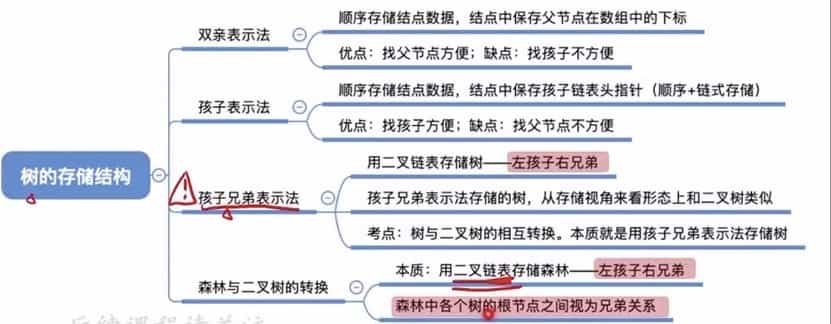 顺序存储结点数据，结点中保存父节点在数组中的下标
双亲表示法
优点：找父节点方便；缺点：找孩子不方便
顺序存储结点数据，结点中保存孩子链表头指针（顺序+链式存储）
孩子表示法
优点：找孩子方便；缺点：找父节点不方便
树的存储结构
用二叉链表存储树——左孩子右兄弟
孩子兄弟表示法
孩子兄弟表示法存储的树，从存储视角来看形态上和二叉树类似
考点：树与二叉树的相互转换。本质就是用孩子兄弟表示法存储树
本质：用二叉链表存储森林——左孩子右兄弟
森林与二叉树的转换
森林中各个树的根节点之间视为兄弟关系